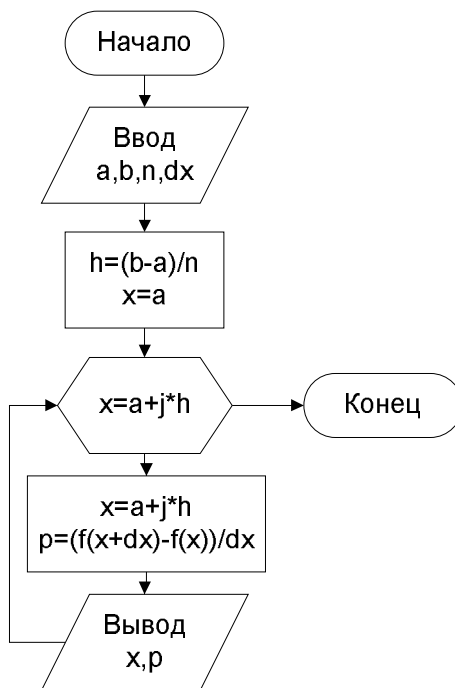 Начало
Ввод
a,b,n,dx
h=(b-a)/n
x=a
x=a+j*h
Конец
x=a+j*h
p=(f(x+dx)-f(x))/dx
Вывод
x,p